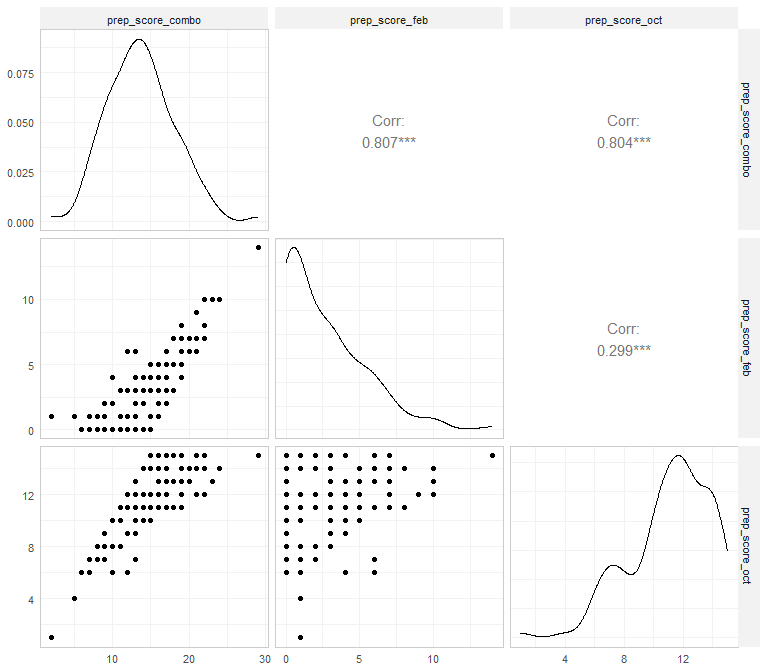 prep_score_combo prep_score_feb prep_score_oct
0.075
0.050
0.025
0.000
Corr:
0.807***
Corr:
0.804***
prep_score_combo
10
5
0
Corr:
0.299***
prep_score_feb
12
8
4
prep_score_oct
10 20 30 0 10 4 8 12